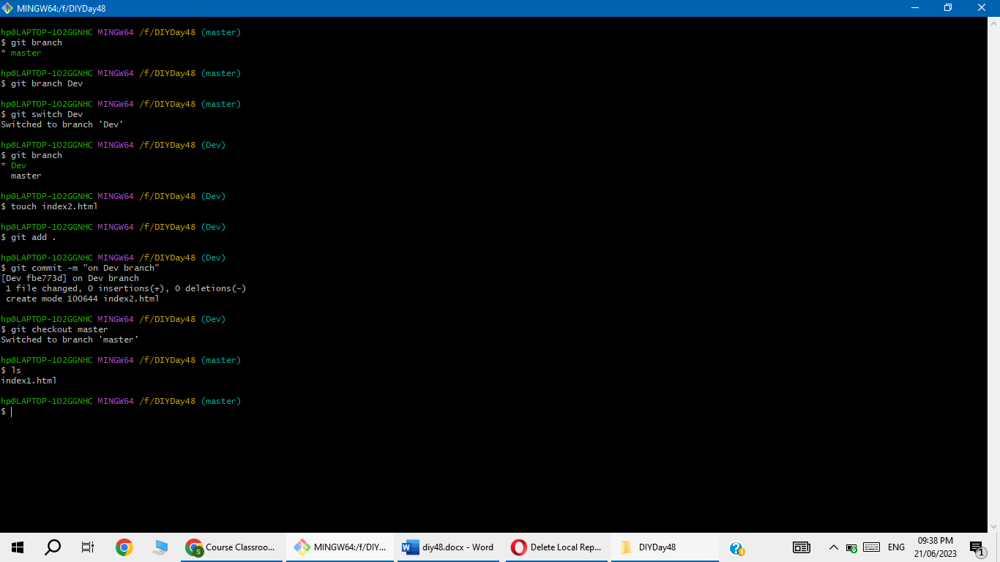 MINGW64:/f/DIYDay48
hp@LAPTOP-1O2GGNHC MINGW64 /f/DIYDay48 (master)
$ git branch
* master
hp@LAPTOP-1O2GGNHC MINGW64 /f/DIYDay48 (master)
$ git branch Dev
hp@LAPTOP-1O2GGNHC MINGW64 /f/DIYDay48 (master)
$ git switch Dev
Switched to branch 'Dev'
hp@LAPTOP-1O2GGNHC MINGW64 /f/DIYDay48 (Dev)
$ git branch
* Dev
  master
hp@LAPTOP-1O2GGNHC MINGW64 /f/DIYDay48 (Dev)
$ touch index2.html
hp@LAPTOP-1O2GGNHC MINGW64 /f/DIYDay48 (Dev)
$ git add .
hp@LAPTOP-1O2GGNHC MINGW64 /f/DIYDay48 (Dev)
$ git commit -m "on Dev branch"
[Dev fbe773d] on Dev branch
 1 file changed, 0 insertions(+), 0 deletions(-)
 create mode 100644 index2.html
hp@LAPTOP-1O2GGNHC MINGW64 /f/DIYDay48 (Dev)
$ git checkout master
Switched to branch 'master'
hp@LAPTOP-1O2GGNHC MINGW64 /f/DIYDay48 (master)
$ ls
index1.html
hp@LAPTOP-1O2GGNHC MINGW64 /f/DIYDay48 (master)
$
S Course Classroo... MINGW64:/f/DIY... diy48.docx - Word Delete Local Rep... DIYDay48 ENG 09:38 PM
21/06/2023 1